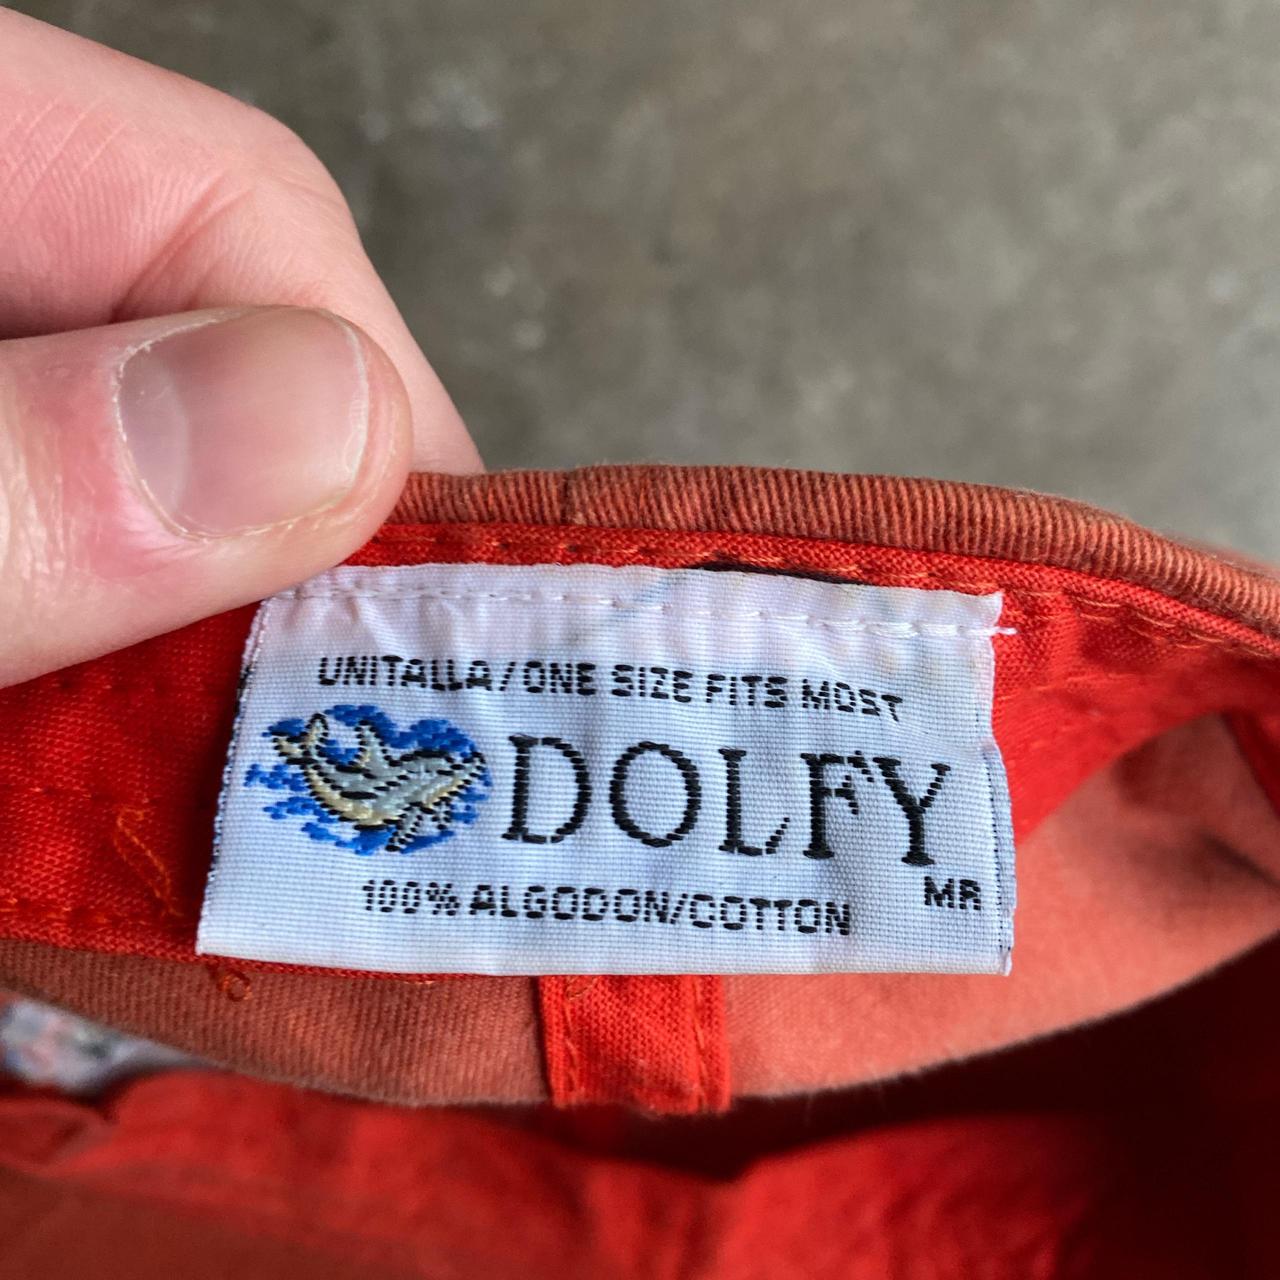 UNITALLA/ONE SIZE FITS MOST
DOLFY
MR
100% ALGODON/COTTON